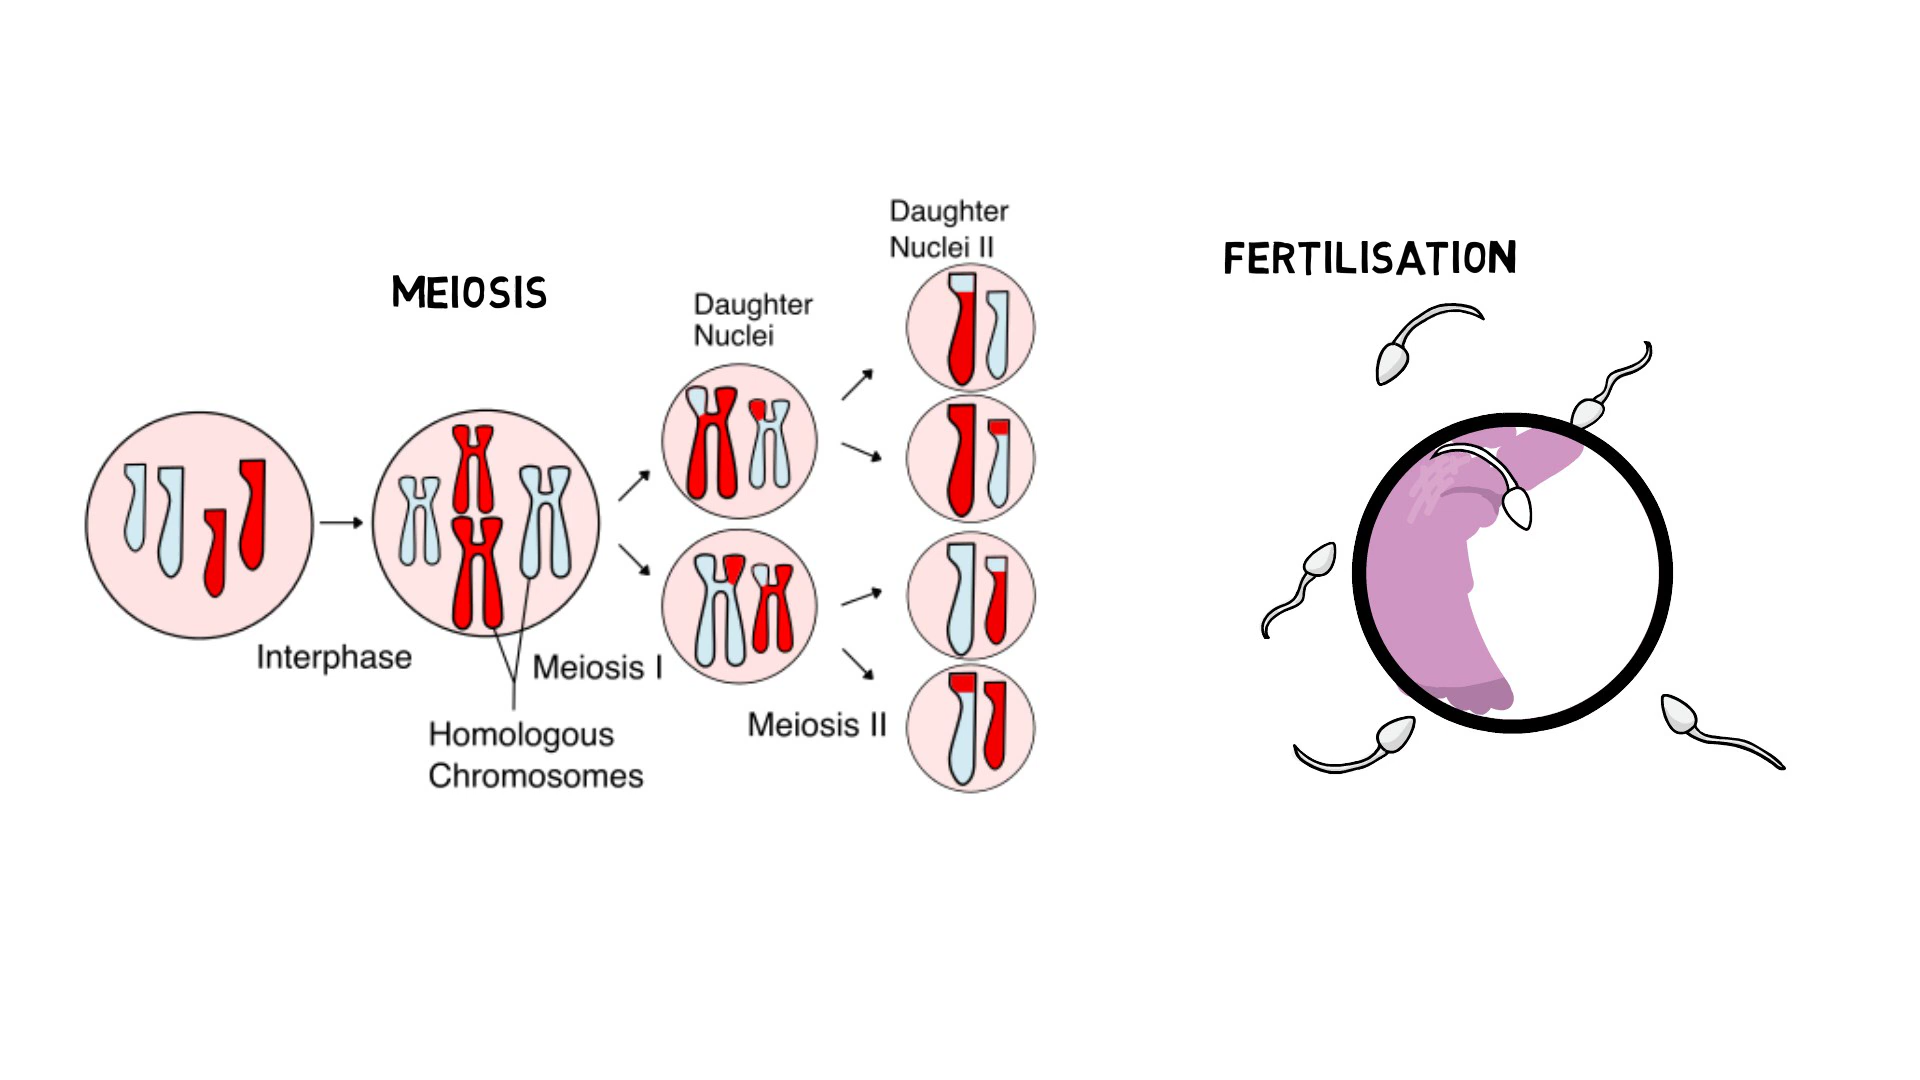 MEIOSIS
Daughter
Nuclei
Daughter
Nuclei II
Interphase
Meiosis I
Homologous
Chromosomes
Meiosis II
FERTILISATION